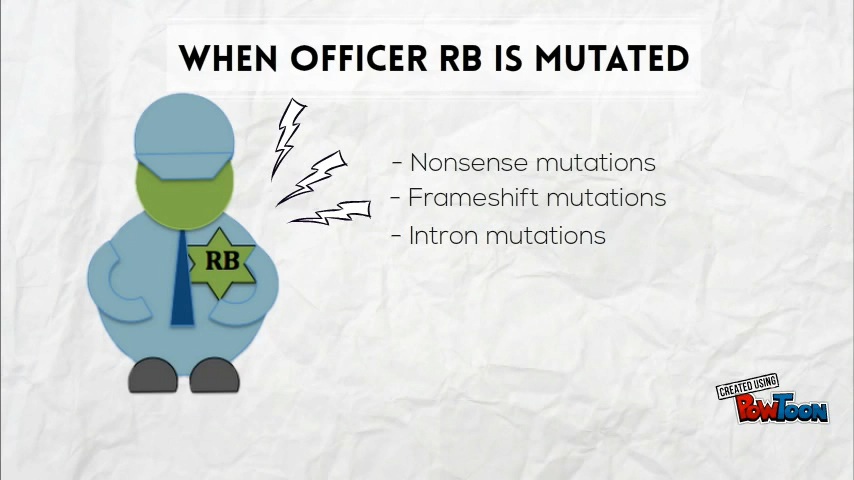 WHEN OFFICER RB IS MUTATED
- Nonsense mutations
- Frameshift mutations
- Intron mutations
RB
CREATED USING
POWTOON